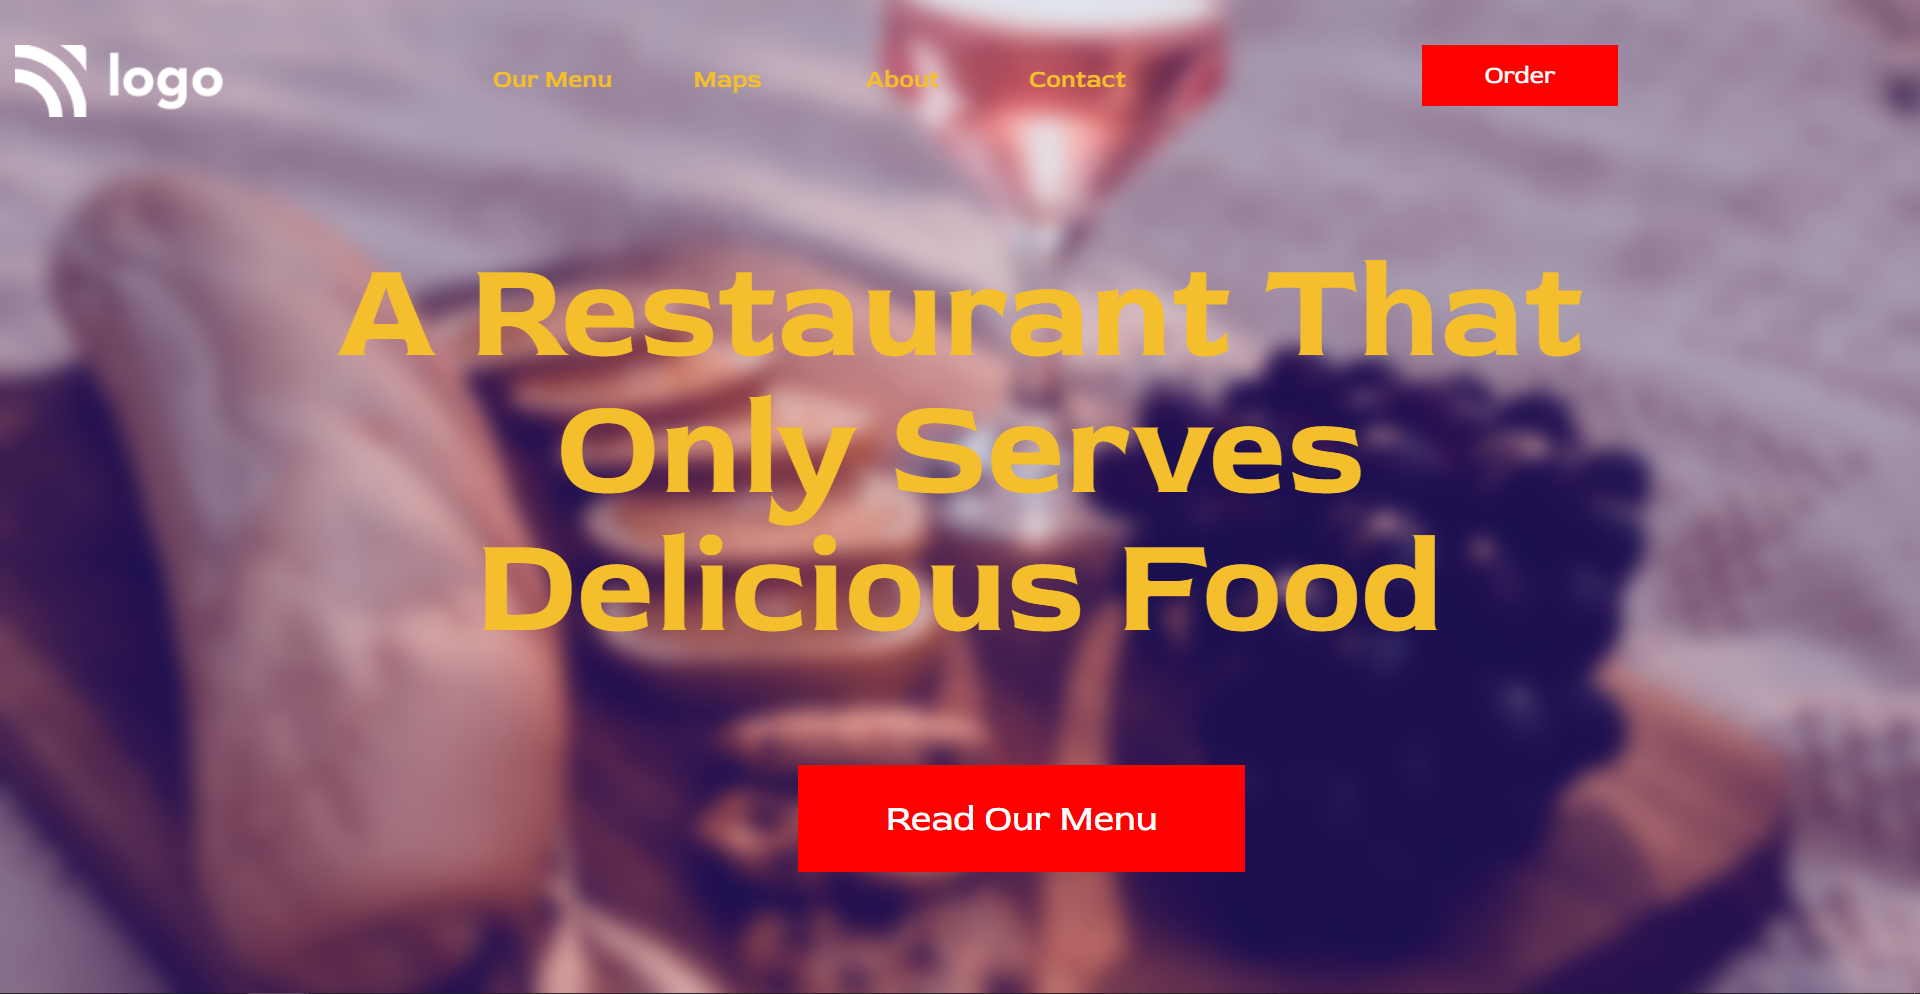 logo
Our Menu
Maps
About
Contact
Order
A Restaurant That
Only Serves
Delicious Food
Read Our Menu